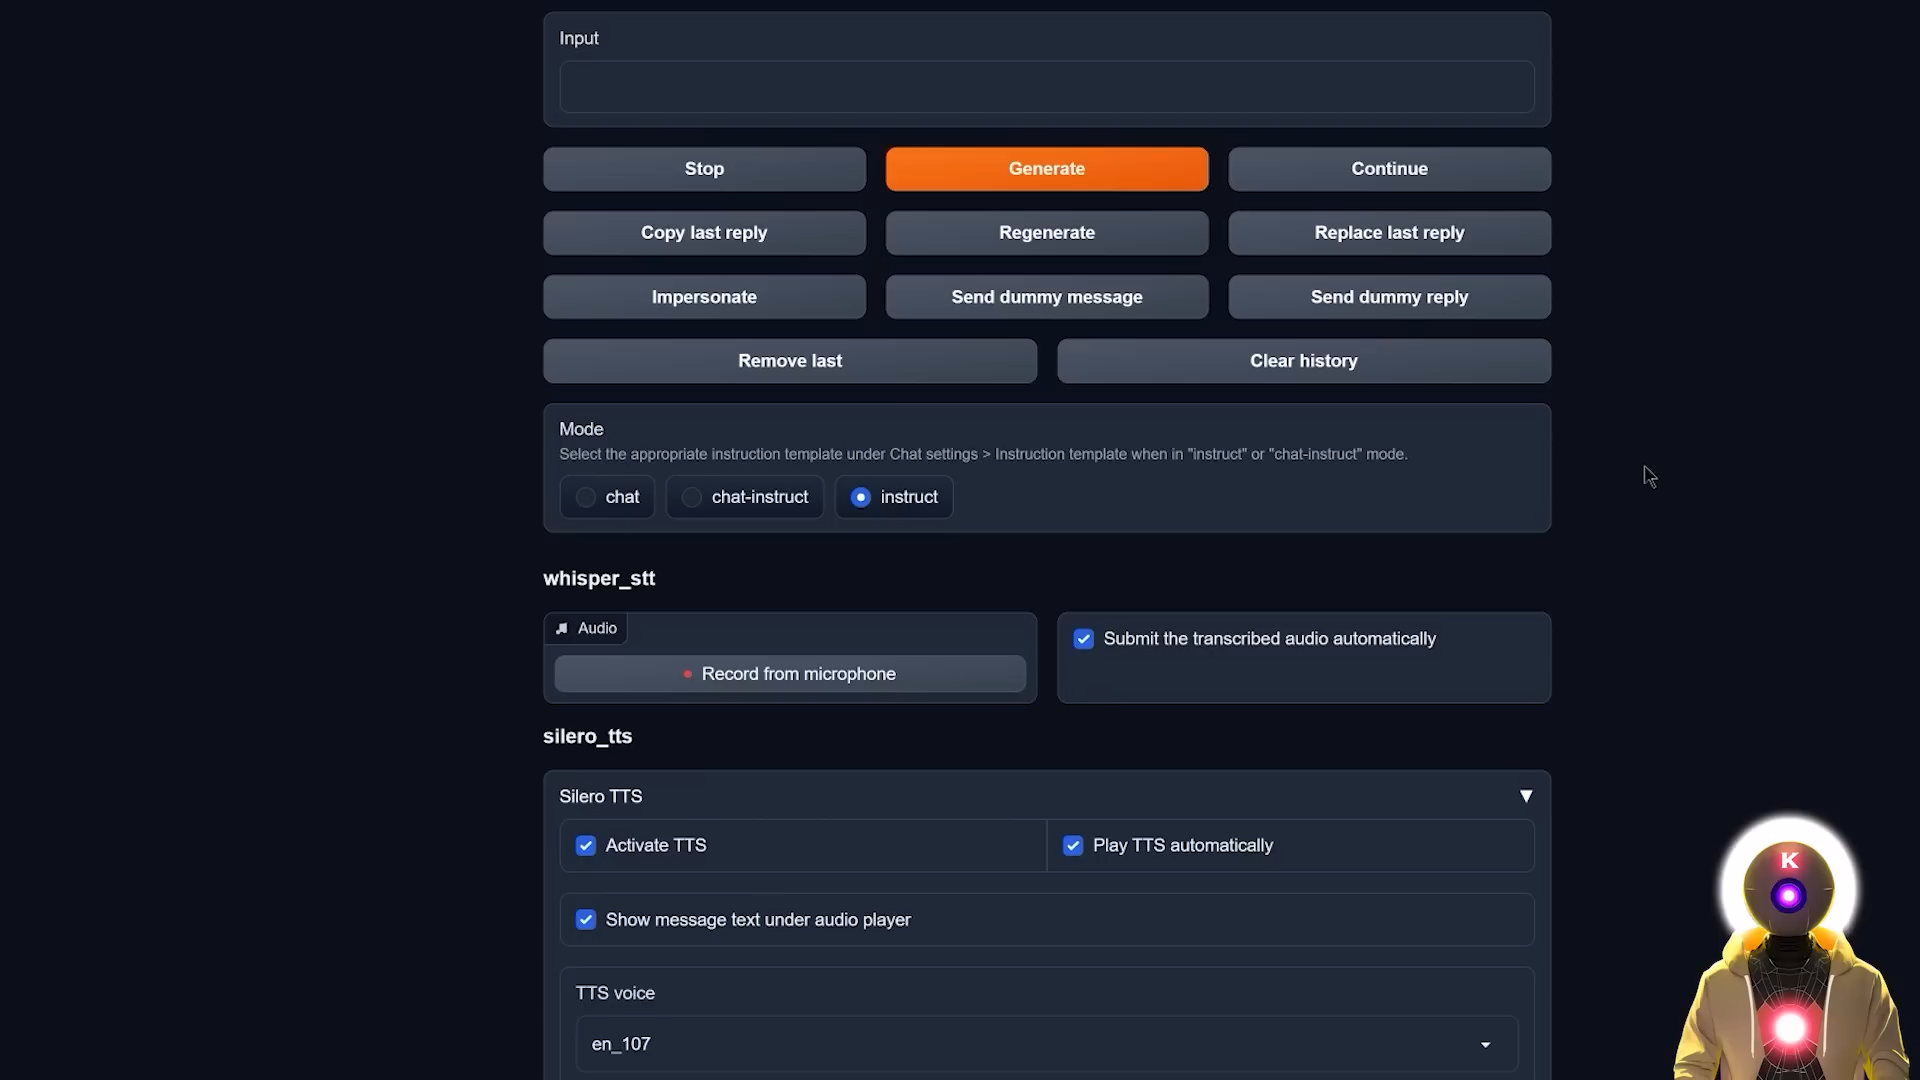 Input
Stop
Generate
Continue
Copy last reply
Regenerate
Replace last reply
Impersonate
Send dummy message
Send dummy reply
Remove last
Clear history
Mode
Select the appropriate instruction template under Chat settings > Instruction template when in "instruct" or "chat-instruct" mode.
chat
chat-instruct
instruct
whisper_stt
Audio
Record from microphone
Submit the transcribed audio automatically
silero_tts
Silero TTS
Activate TTS
Play TTS automatically
Show message text under audio player
TTS voice
en_107
K